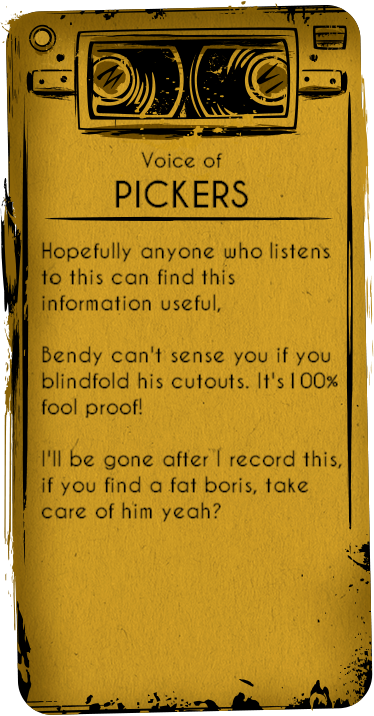 Voice of
PICKERS
Hopefully anyone who listens
to this can find this
information useful,
Bendy can't sense you if you
blindfold his cutouts. It's 100%
fool proof!
I'll be gone after I record this,
if you find a fat boris, take
care of him yeah?